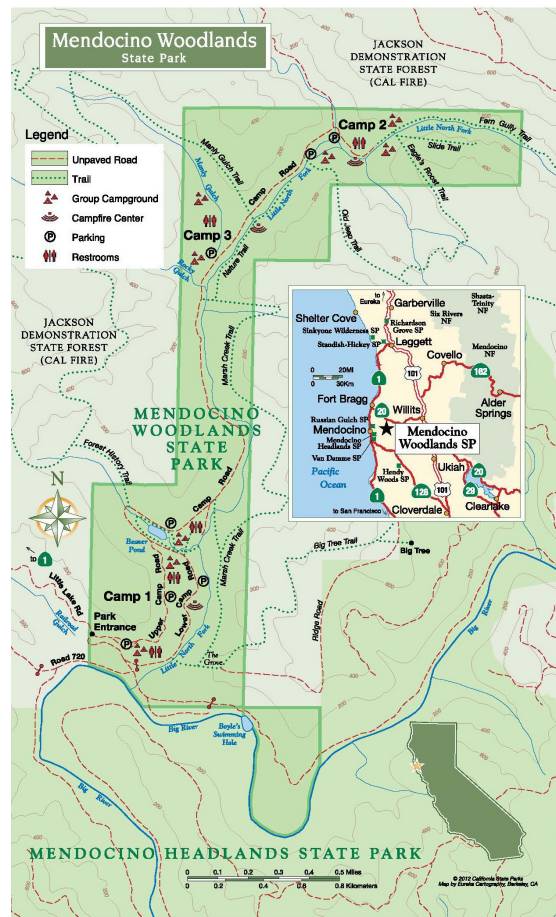 Mendocino Woodlands
State Park
JACKSON
DEMONSTRATION
STATE FOREST
(CAL FIRE)
Legend
Unpaved Road
Trail
Group Campground
Campfire Center
P
Parking
Restrooms
Camp 2
Little North Fork
Fern Gully Trail
Slide Trail
Eagle's Roost Trail
Manly Gulch Trail
Manly Gulch
Camp Road
Little North Fork
Camp 3
Nature Trail
Old Jeep Trail
Rocky Gulch
JACKSON
DEMONSTRATION
STATE FOREST
(CAL FIRE)
Marsh Creek Trail
MENDOCINO
WOODLANDS
STATE
PARK
to Eureka
Garberville
Shasta-
Trinity
NF
Six Rivers
NF
Shelter Cove
Richardson
Grove SP
Sinkyone Wilderness SP
Standish-Hickey SP
Leggett
Mendocino
NF
Covello
0 20Mi
0 30Km
1
101
162
Fort Bragg
20
Willits
Alder
Springs
Russian Gulch SP
Mendocino
Mendocino
Headlands SP
Mendocino
Woodlands SP
Van Damme SP
Ukiah
Pacific
Ocean
Hendy
Woods SP
20
1
128
101
29
Clearlake
to San Francisco
Cloverdale
Forest History Trail
Camp Road
N
Beaver
Pond
Marsh Creek Trail
Big Tree Trail
Big Tree
to 1
Little Lake Rd
Camp 1
Upper Camp Road
Lower Camp Road
Park
Entrance
Railroad
Gulch
Little North Fork
The
Grove
Ridge Road
Big River
Road 720
Big River
Boyle's
Swimming
Hole
Big River
MENDOCINO HEADLANDS STATE PARK
0 0.1 0.2 0.3 0.4 0.5 Miles
0 0.2 0.4 0.6 0.8 Kilometers
© 2012 California State Parks
Map by Eureka Cartography, Berkeley, CA